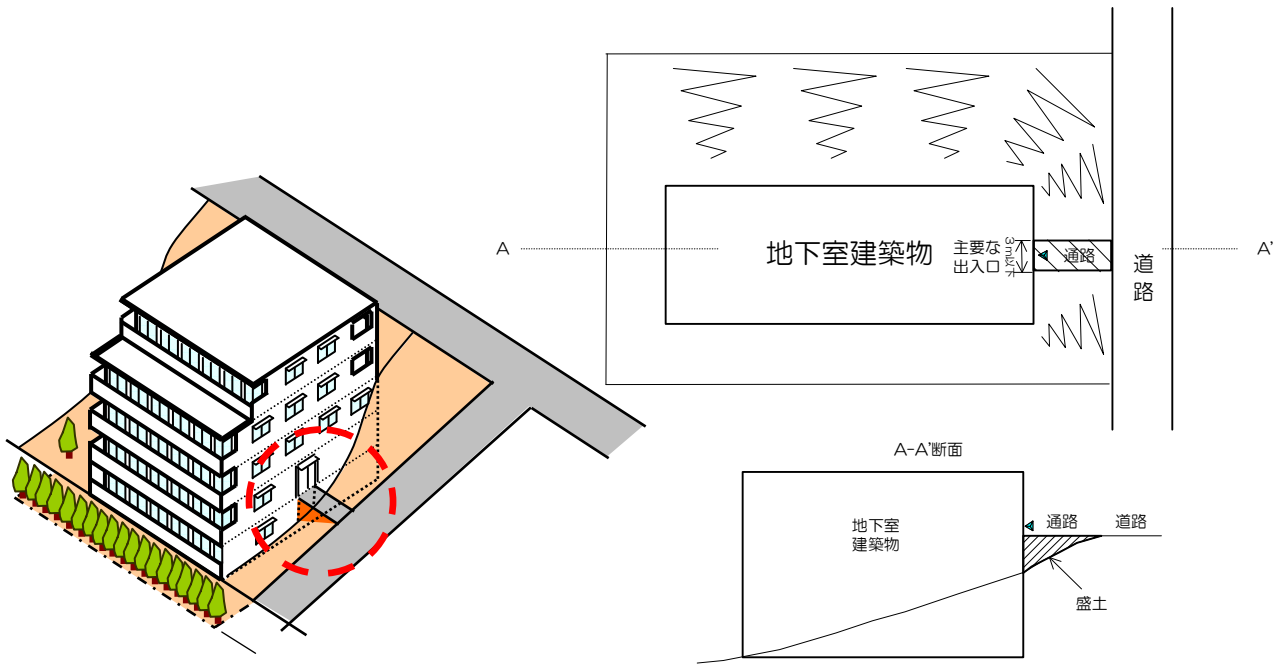 A
地下室建築物
主要な
出入口
3m以下
通路
道
路
A'
A-A'断面
地下室
建築物
通路
道路
盛土